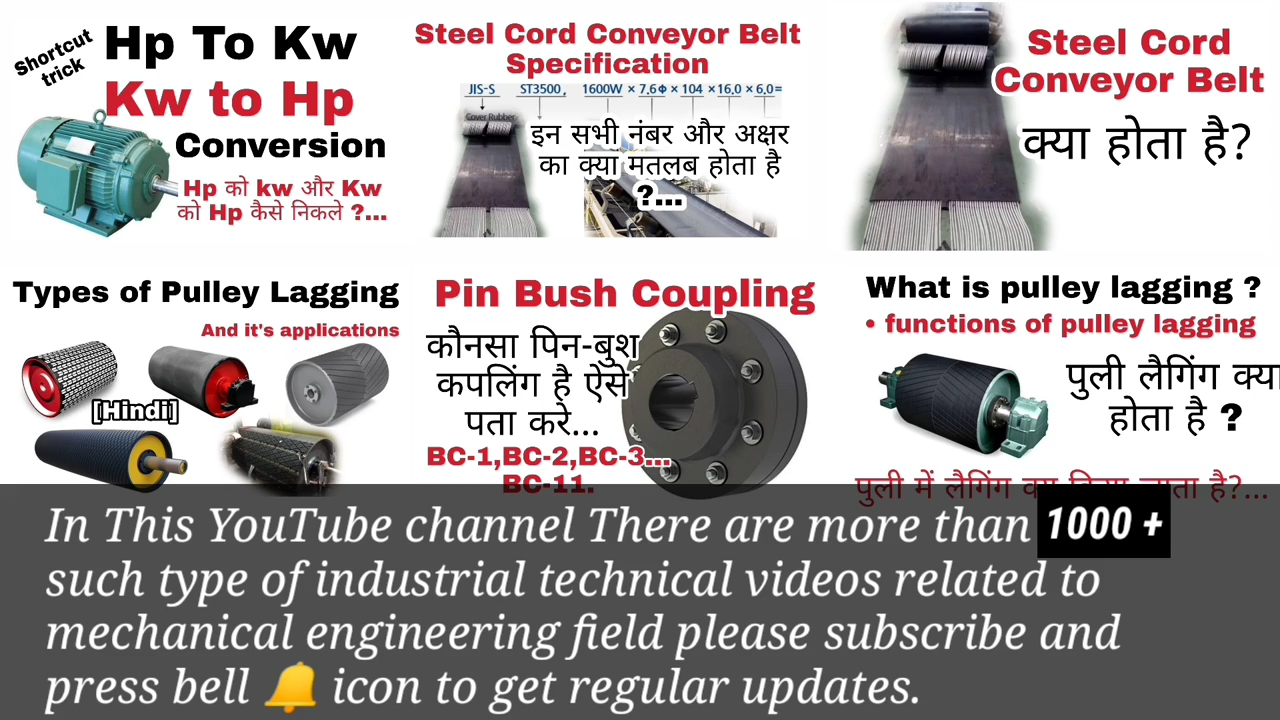 Shortcut
trick
Hp To Kw
Kw to Hp
Conversion
Hp को kw और Kw
को Hp कैसे निकले ?...
Steel Cord Conveyor Belt
Specification
JIS-S ST3500, 1600W × 7,6Φ × 104 ×16,0 × 6,0=
Cover Rubber
इन सभी नंबर और अक्षर
का क्या मतलब होता है
?...
Steel Cord
Conveyor Belt
क्या होता है?
Types of Pulley Lagging
And it's applications
[Hindi]
Pin Bush Coupling
कौनसा पिन-बुश
कपलिंग है ऐसे
पता करे...
BC-1,BC-2,BC-3...
BC-11.
What is pulley lagging ?
• functions of pulley lagging
पुली लैगिंग क्या
होता है ?
पुली में लैगिंग क्यू किया जाता है?...
In This YouTube channel There are more than 1000 +
such type of industrial technical videos related to
mechanical engineering field please subscribe and
press bell 🔔 icon to get regular updates.